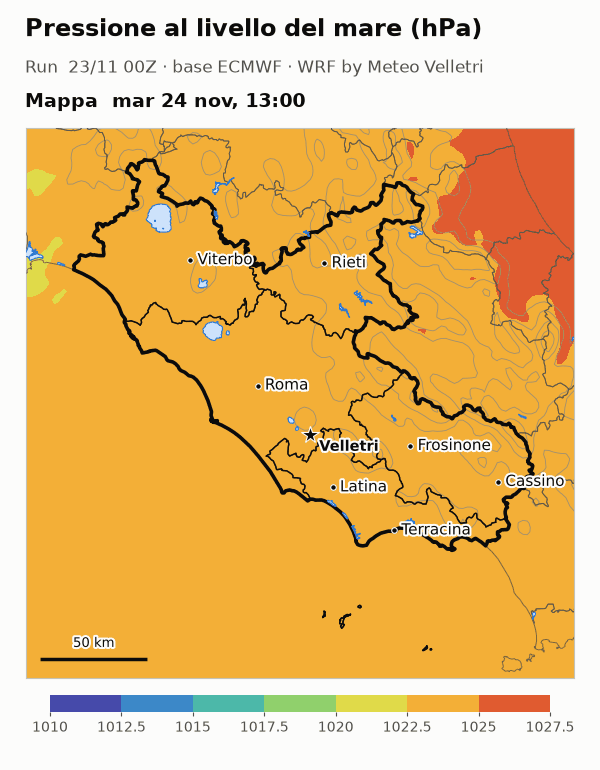 Pressione al livello del mare (hPa)
Run  23/11 00Z · base ECMWF · WRF by Meteo Velletri
Mappa  mar 24 nov, 13:00
Viterbo
Rieti
Roma
Velletri
Frosinone
Latina
Cassino
Terracina
50 km
1010 1012.5 1015 1017.5 1020 1022.5 1025 1027.5